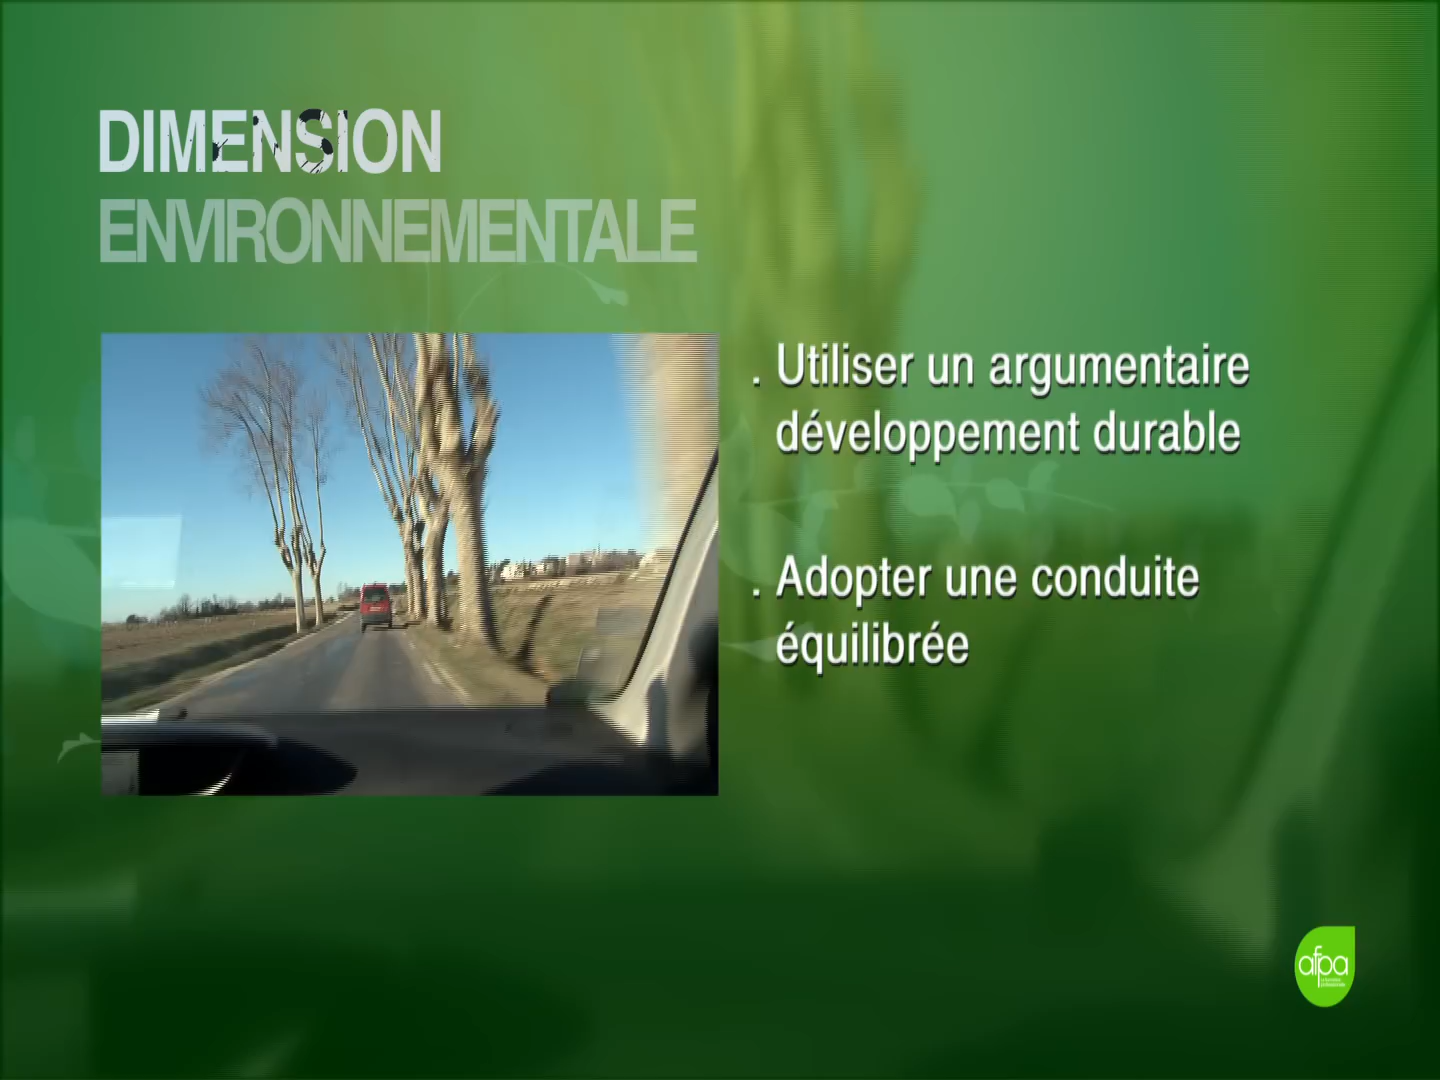 DIMENSION
ENVIRONNEMENTALE
. Utiliser un argumentaire
développement durable
. Adopter une conduite
équilibrée
afpa